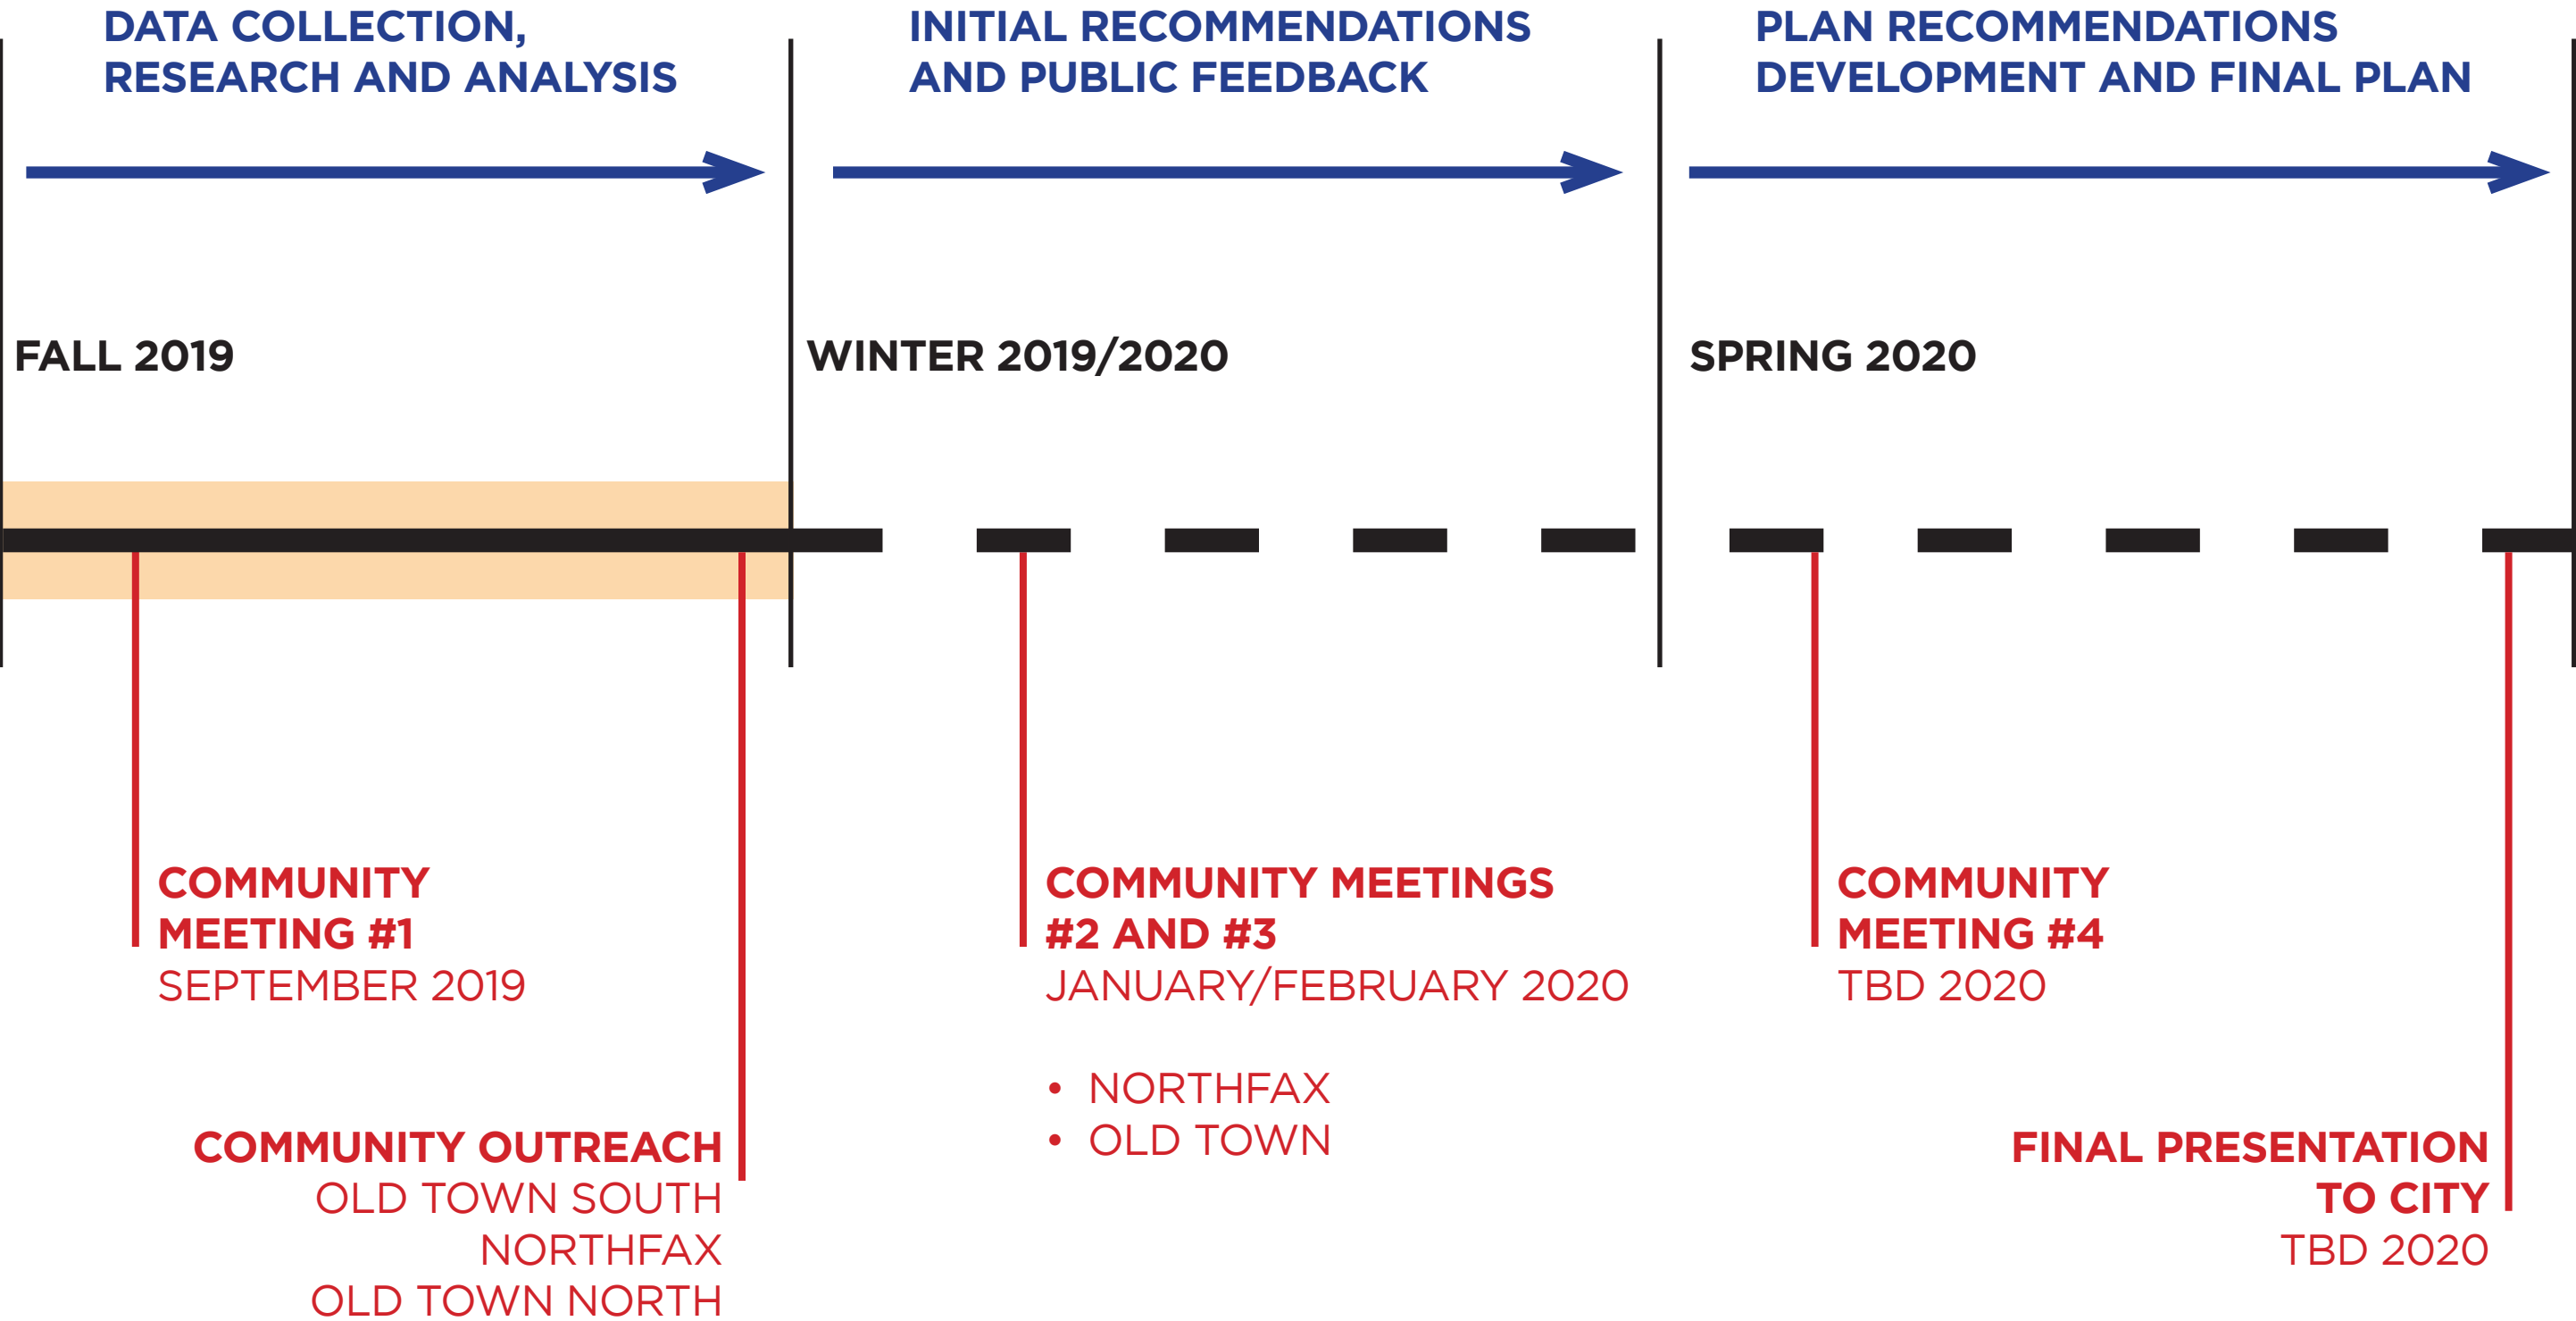 DATA COLLECTION,
RESEARCH AND ANALYSIS
INITIAL RECOMMENDATIONS
AND PUBLIC FEEDBACK
PLAN RECOMMENDATIONS
DEVELOPMENT AND FINAL PLAN
FALL 2019
WINTER 2019/2020
SPRING 2020
COMMUNITY
MEETING #1
SEPTEMBER 2019
COMMUNITY OUTREACH
OLD TOWN SOUTH
NORTHFAX
OLD TOWN NORTH
COMMUNITY MEETINGS
#2 AND #3
JANUARY/FEBRUARY 2020
• NORTHFAX
• OLD TOWN
COMMUNITY
MEETING #4
TBD 2020
FINAL PRESENTATION
TO CITY
TBD 2020